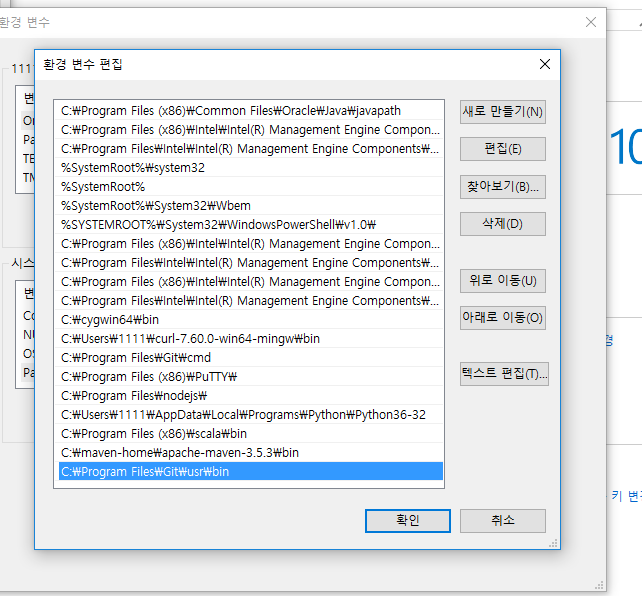 환경 변수
환경 변수 편집
1111
변
Or
Pa
TE
TM
시스
변
Co
NU
OS
Pa
C:₩Program Files (x86)₩Common Files₩Oracle₩Java₩javapath
C:₩Program Files (x86)₩Intel₩Intel(R) Management Engine Compon...
C:₩Program Files₩Intel₩Intel(R) Management Engine Components₩...
%SystemRoot%₩system32
%SystemRoot%
%SystemRoot%₩System32₩Wbem
%SYSTEMROOT%₩System32₩WindowsPowerShell₩v1.0₩
C:₩Program Files (x86)₩Intel₩Intel(R) Management Engine Compon...
C:₩Program Files₩Intel₩Intel(R) Management Engine Components₩...
C:₩Program Files (x86)₩Intel₩Intel(R) Management Engine Compon...
C:₩Program Files₩Intel₩Intel(R) Management Engine Components₩...
C:₩cygwin64₩bin
C:₩Users₩1111₩curl-7.60.0-win64-mingw₩bin
C:₩Program Files₩Git₩cmd
C:₩Program Files (x86)₩PuTTY₩
C:₩Program Files₩nodejs₩
C:₩Users₩1111₩AppData₩Local₩Programs₩Python₩Python36-32
C:₩Program Files (x86)₩scala₩bin
C:₩maven-home₩apache-maven-3.5.3₩bin
C:₩Program Files₩Git₩usr₩bin
새로 만들기(N)
편집(E)
찾아보기(B)...
삭제(D)
위로 이동(U)
아래로 이동(O)
텍스트 편집(T)...
확인
취소
10
경
키 변